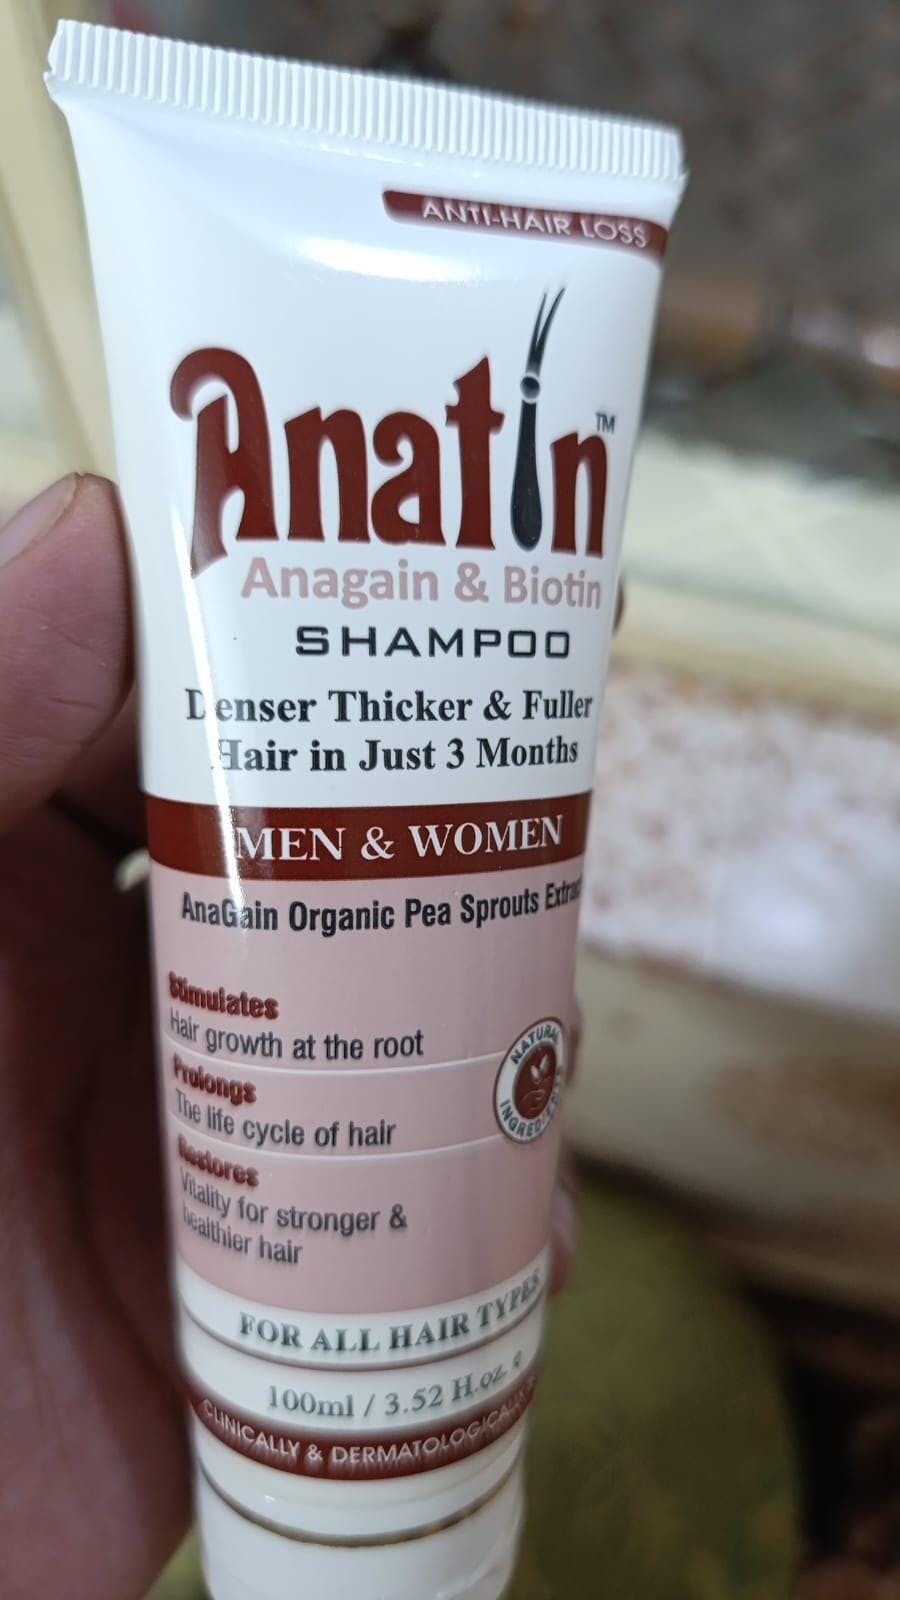 ANTI-HAIR LOSS
Anatin™
Anagain & Biotin
SHAMPOO
Denser Thicker & Fuller
Hair in Just 3 Months
MEN & WOMEN
AnaGain Organic Pea Sprouts
Stimulates
Hair growth at the root
Prolongs
The life cycle of hair
Restores
Vitality for stronger &
healthier hair
NATURAL
FOR ALL HAIR TYPES
100ml / 3.52 H.oz. e
CLINICALLY &